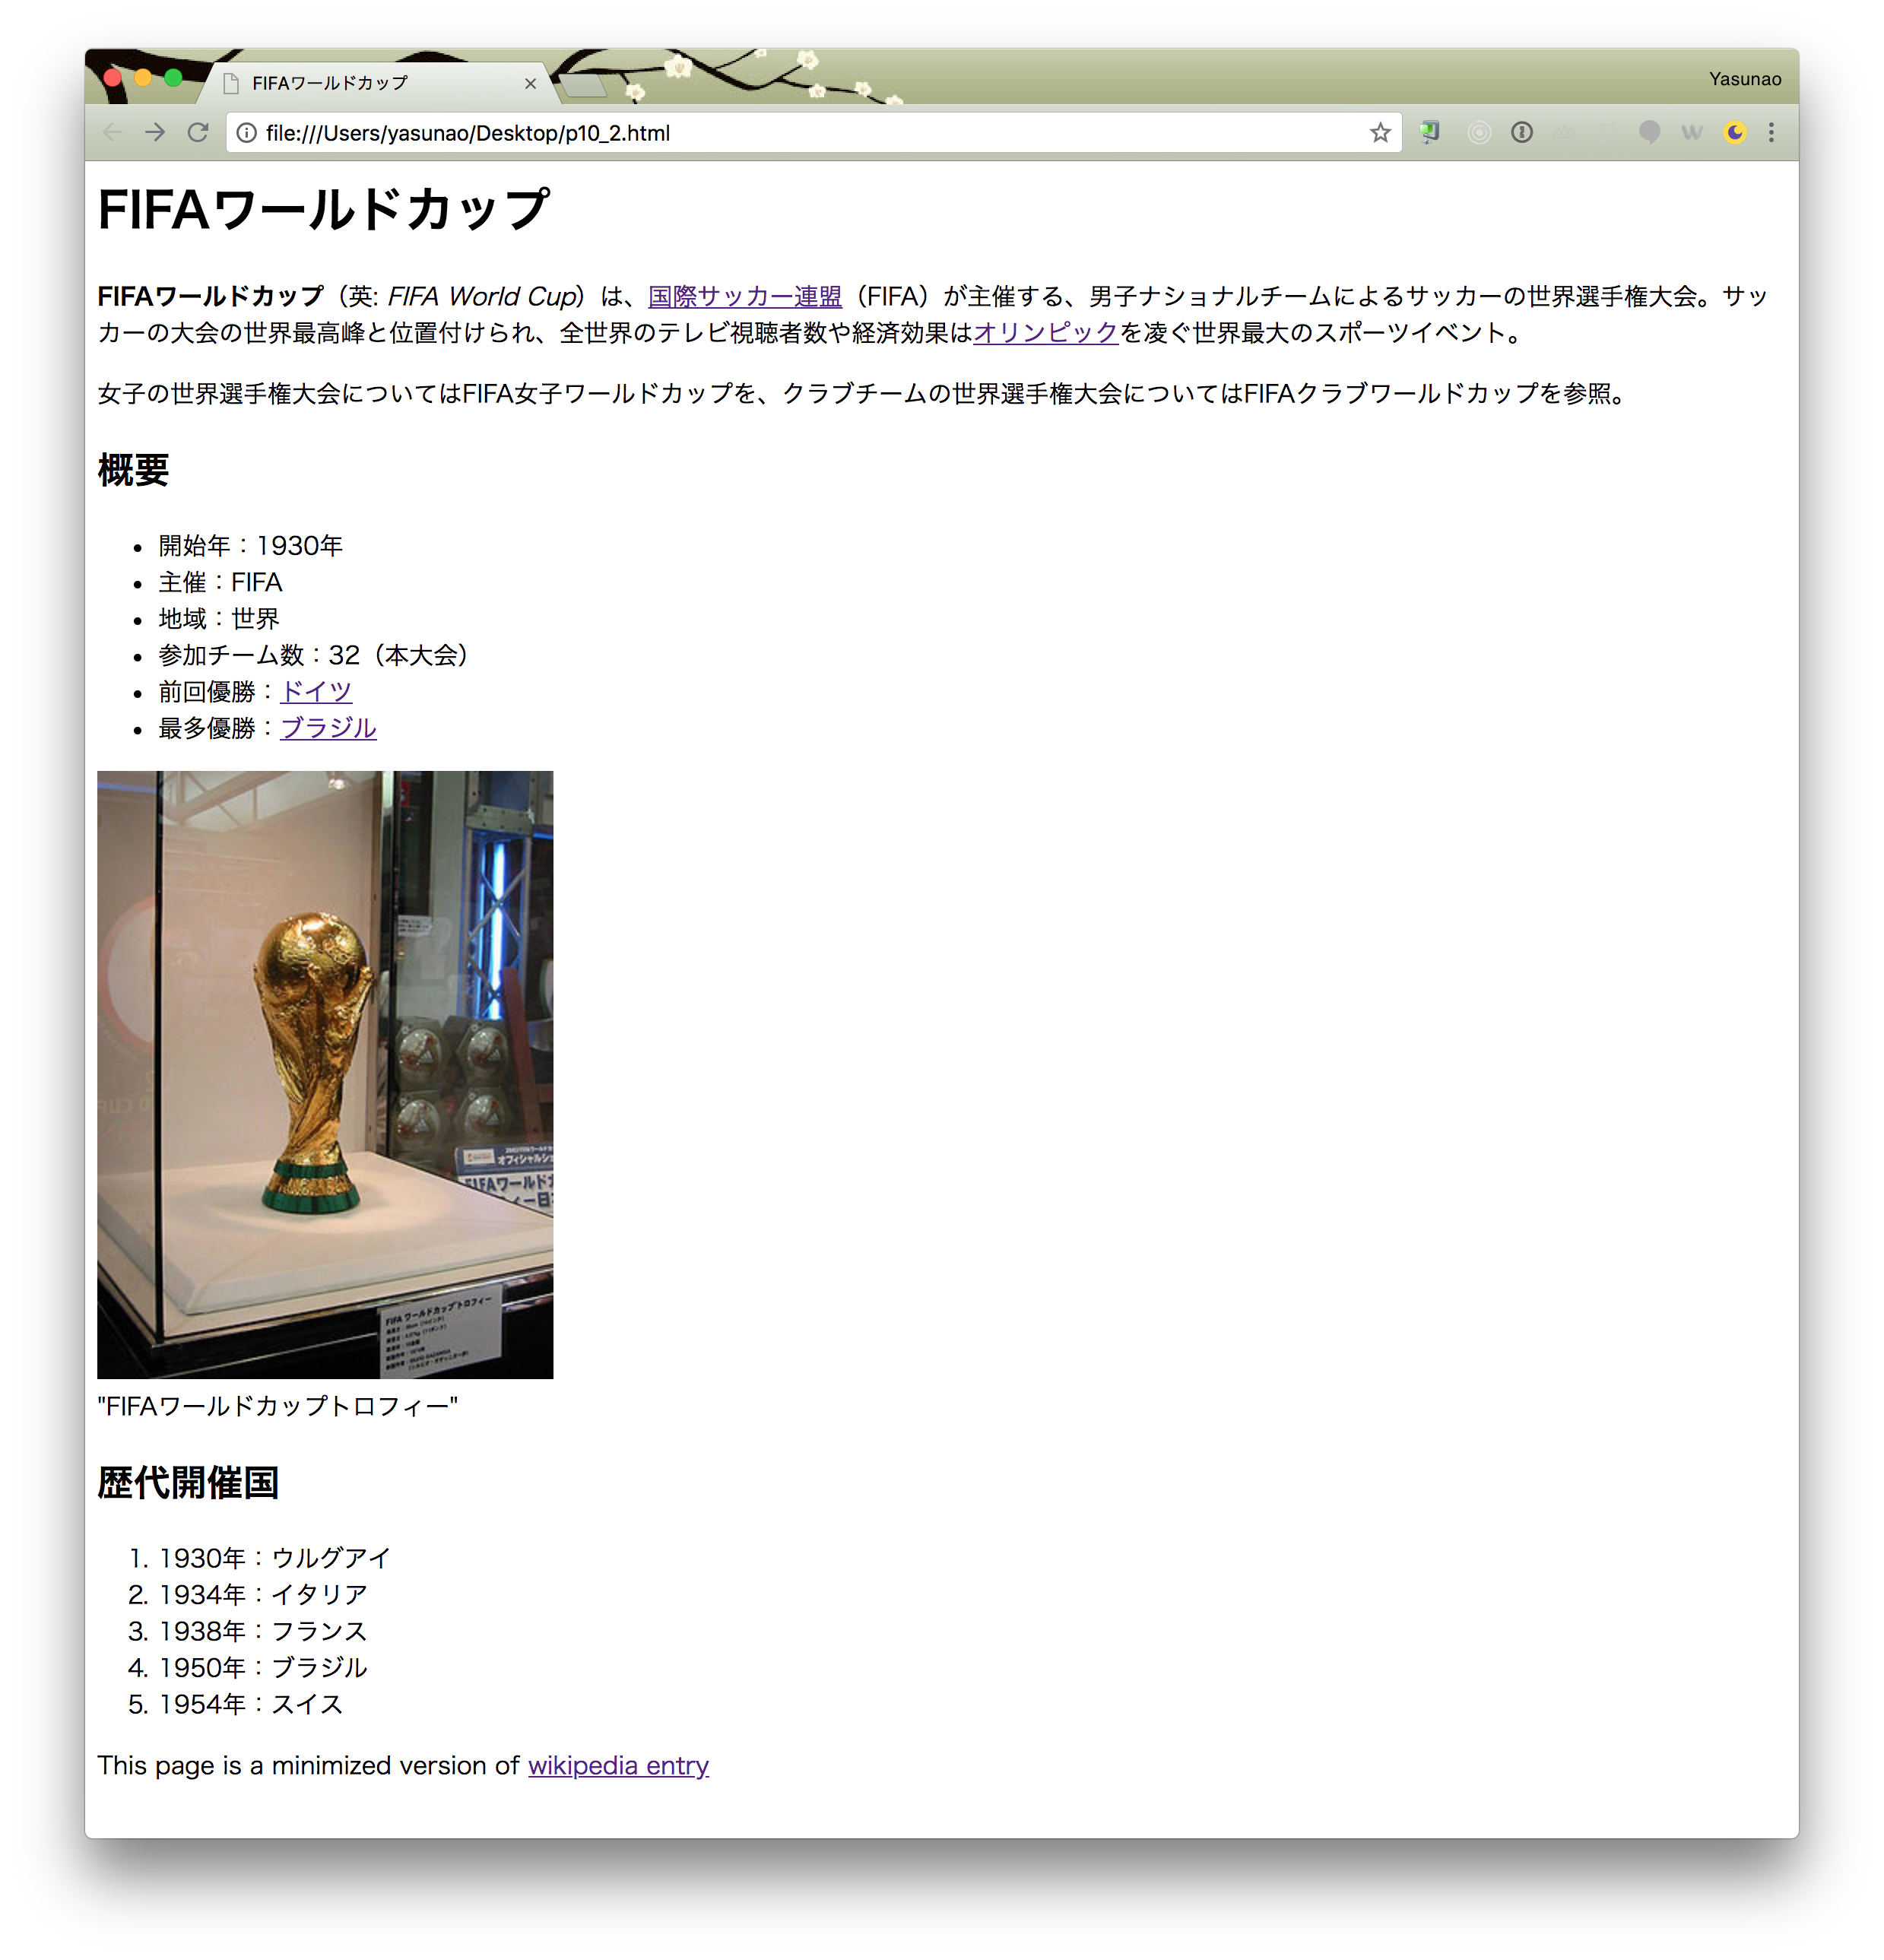 FIFAワールドカップ
Yasunao
file:///Users/yasunao/Desktop/p10_2.html
FIFAワールドカップ
FIFAワールドカップ（英: FIFA World Cup）は、国際サッカー連盟（FIFA）が主催する、男子ナショナルチームによるサッカーの世界選手権大会。サッ
カーの大会の世界最高峰と位置付けられ、全世界のテレビ視聴者数や経済効果はオリンピックを凌ぐ世界最大のスポーツイベント。
女子の世界選手権大会についてはFIFA女子ワールドカップを、クラブチームの世界選手権大会についてはFIFAクラブワールドカップを参照。
概要
• 開始年：1930年
• 主催：FIFA
• 地域：世界
• 参加チーム数：32（本大会）
• 前回優勝：ドイツ
• 最多優勝：ブラジル
オフィシャルショ
FIFAワールドカ
FIFA ワールドカップトロフィー
"FIFAワールドカップトロフィー"
歴代開催国
1. 1930年：ウルグアイ
2. 1934年：イタリア
3. 1938年：フランス
4. 1950年：ブラジル
5. 1954年：スイス
This page is a minimized version of wikipedia entry